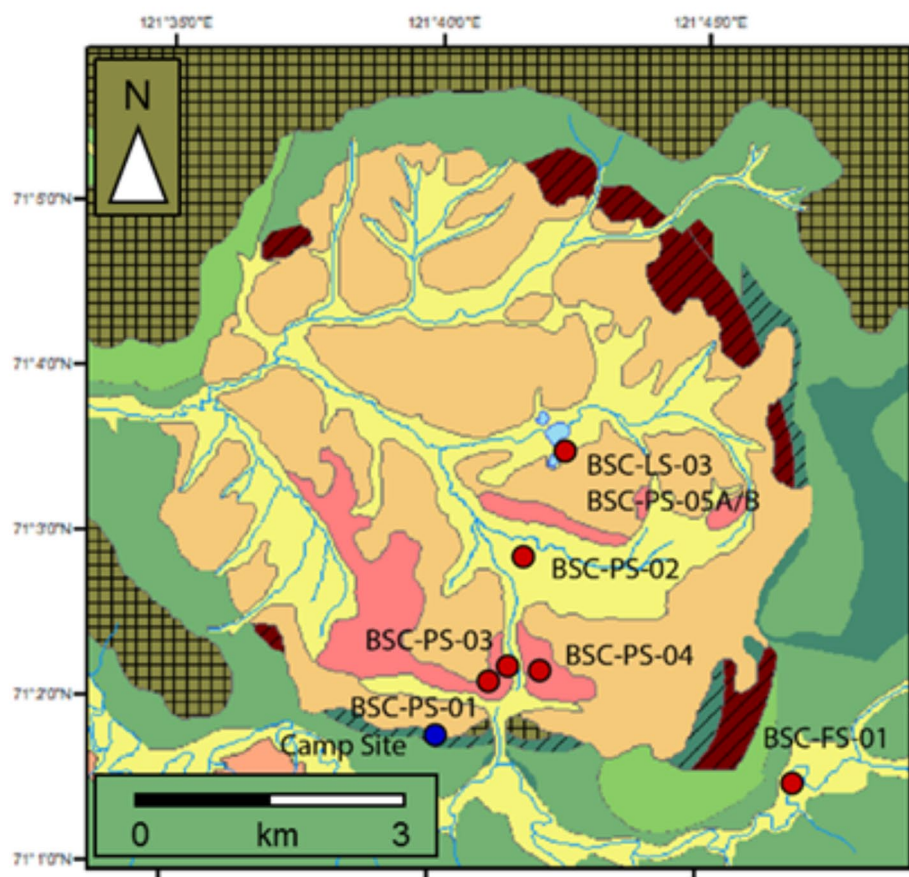 121°35'0"E 121°4'0"E 121°4'50"E
N
71°5'0"N
71°4'0"N
BSC-LS-03
BSC-PS-05A/B
71°3'0"N
BSC-PS-02
BSC-PS-03
BSC-PS-04
71°2'0"N
BSC-PS-01
Camp Site
BSC-FS-01
0 km 3
71°1'0"N